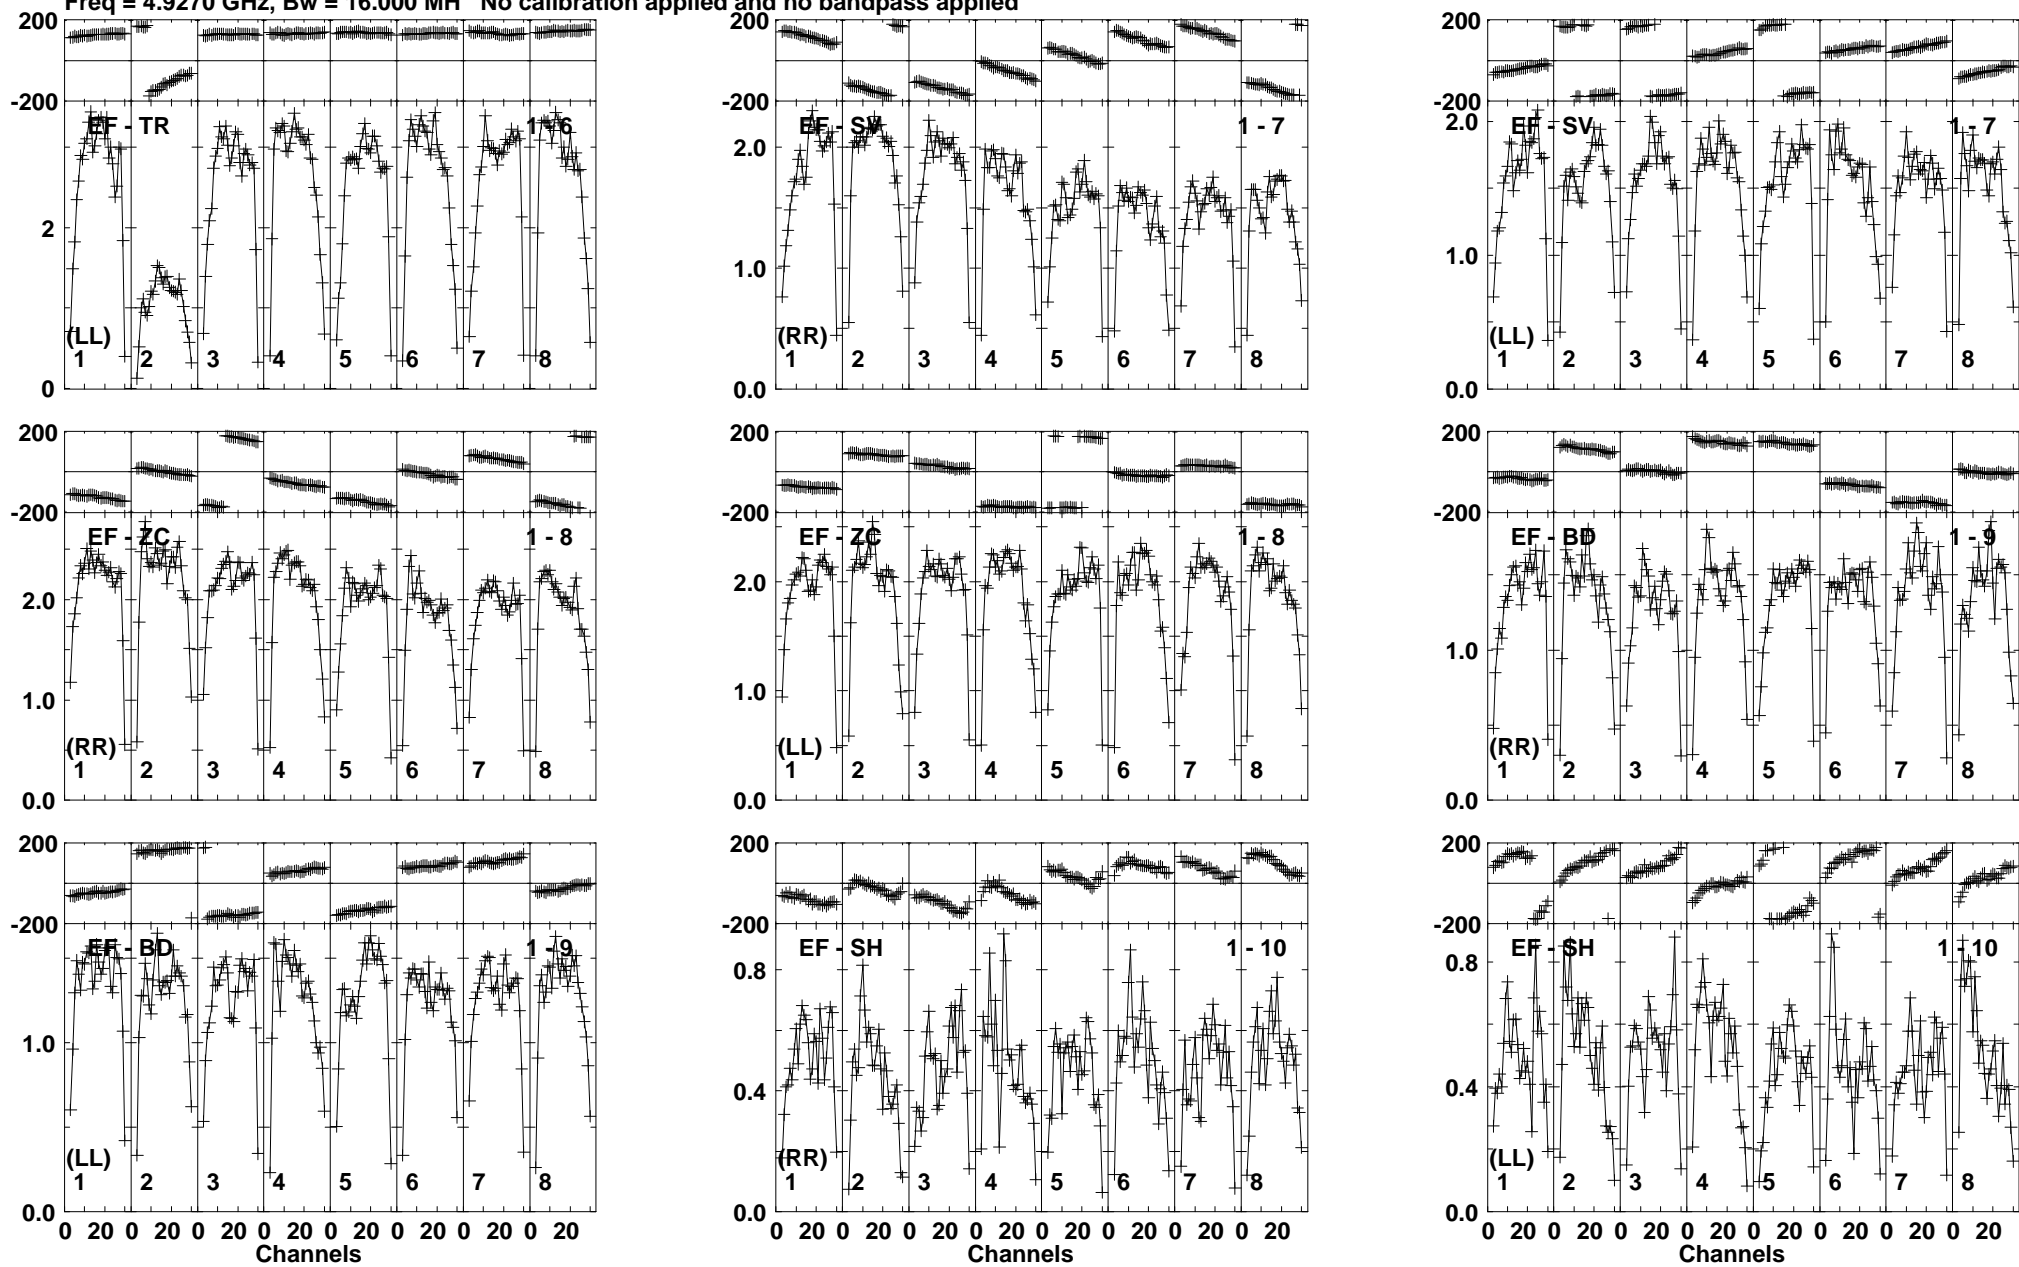 Freq = 4.9270 GHz, Bw = 16.000 MH No calibration applied and no bandpass applied
200 200 200
-200 -200 -200
EF - TR 1 - 6 EF - SV 1 - 7 EF - SV 1 - 7
2.0 2.0
2
1.0 1.0
(LL) (RR) (LL)
1 2 3 4 5 6 7 8 1 2 3 4 5 6 7 8 1 2 3 4 5 6 7 8
0 0.0 0.0
200 200 200
-200 -200 -200
EF - ZC 1 - 8 EF - ZC 1 - 8 EF - BD 1 - 9
2.0 2.0
1.0 1.0 1.0
(RR) (LL) (RR)
1 2 3 4 5 6 7 8 1 2 3 4 5 6 7 8 1 2 3 4 5 6 7 8
0.0 0.0 0.0
200 200 200
-200 -200 -200
EF - BD 1 - 9 EF - SH 1 - 10 EF - SH 1 - 10
0.8 0.8
1.0
0.4 0.4
(LL) (RR) (LL)
1 2 3 4 5 6 7 8 1 2 3 4 5 6 7 8 1 2 3 4 5 6 7 8
0.0 0.0 0.0
0 20 0 20 0 20 0 20 0 20 0 20 0 20 0 20 0 20 0 20 0 20 0 20 0 20 0 20 0 20 0 20 0 20 0 20 0 20 0 20 0 20 0 20 0 20 0 20
Channels Channels Channels